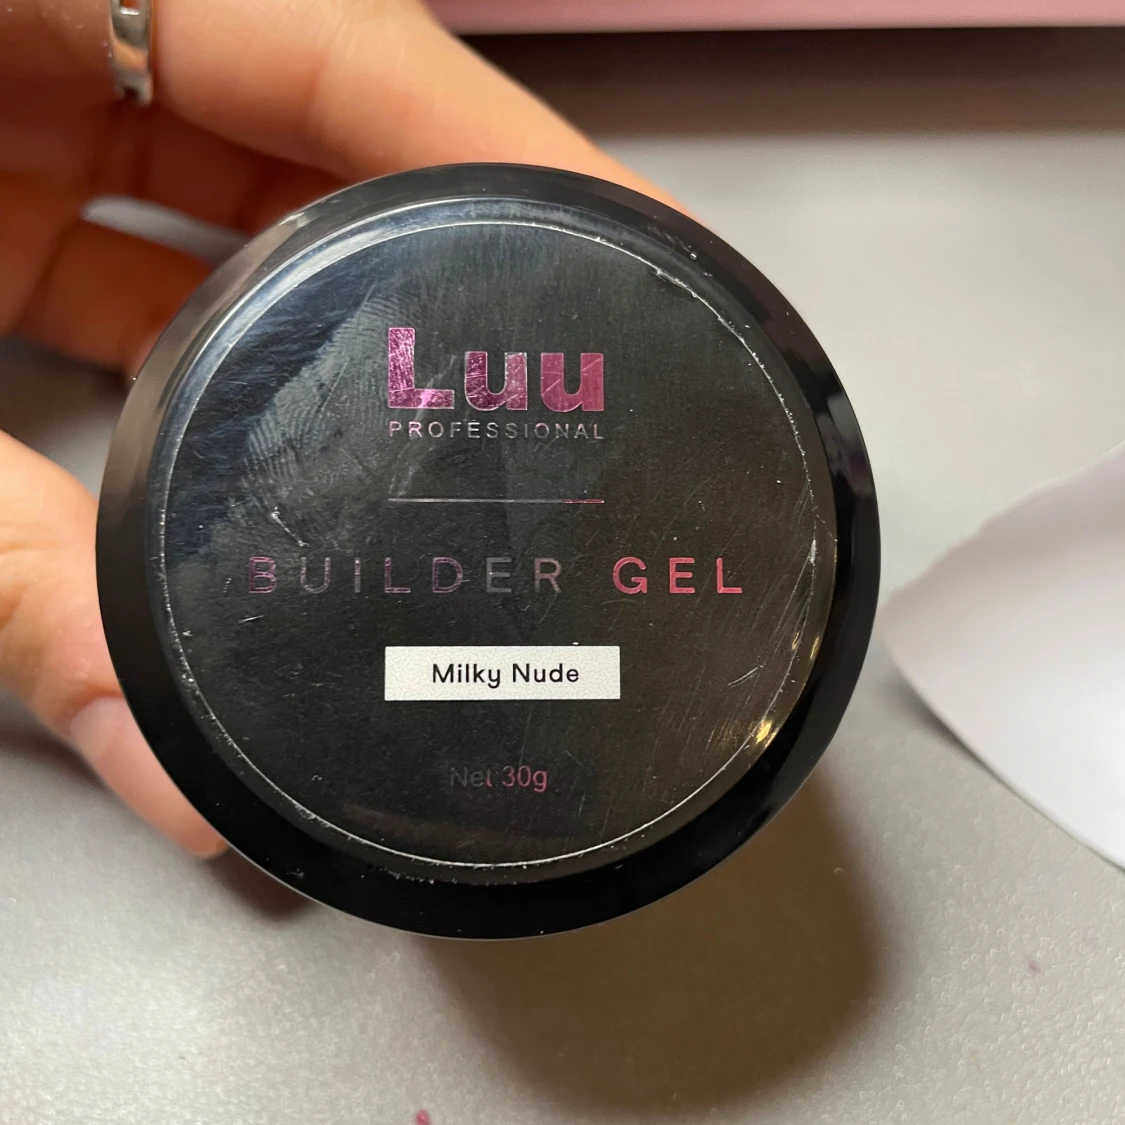 Luu
PROFESSIONAL
BUILDER GEL
Milky Nude
Net 30g